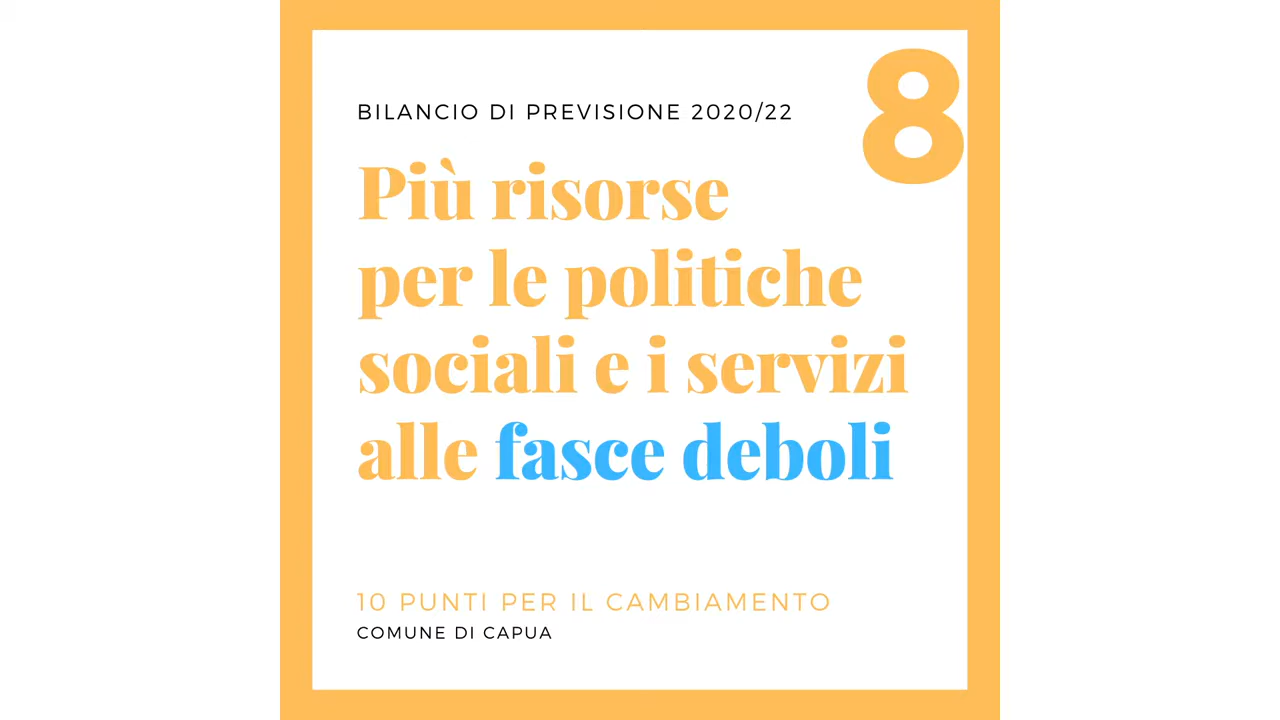 BILANCIO DI PREVISIONE 2020/22
8
Più risorse
per le politiche
sociali e i servizi
alle fasce deboli
10 PUNTI PER IL CAMBIAMENTO
COMUNE DI CAPUA